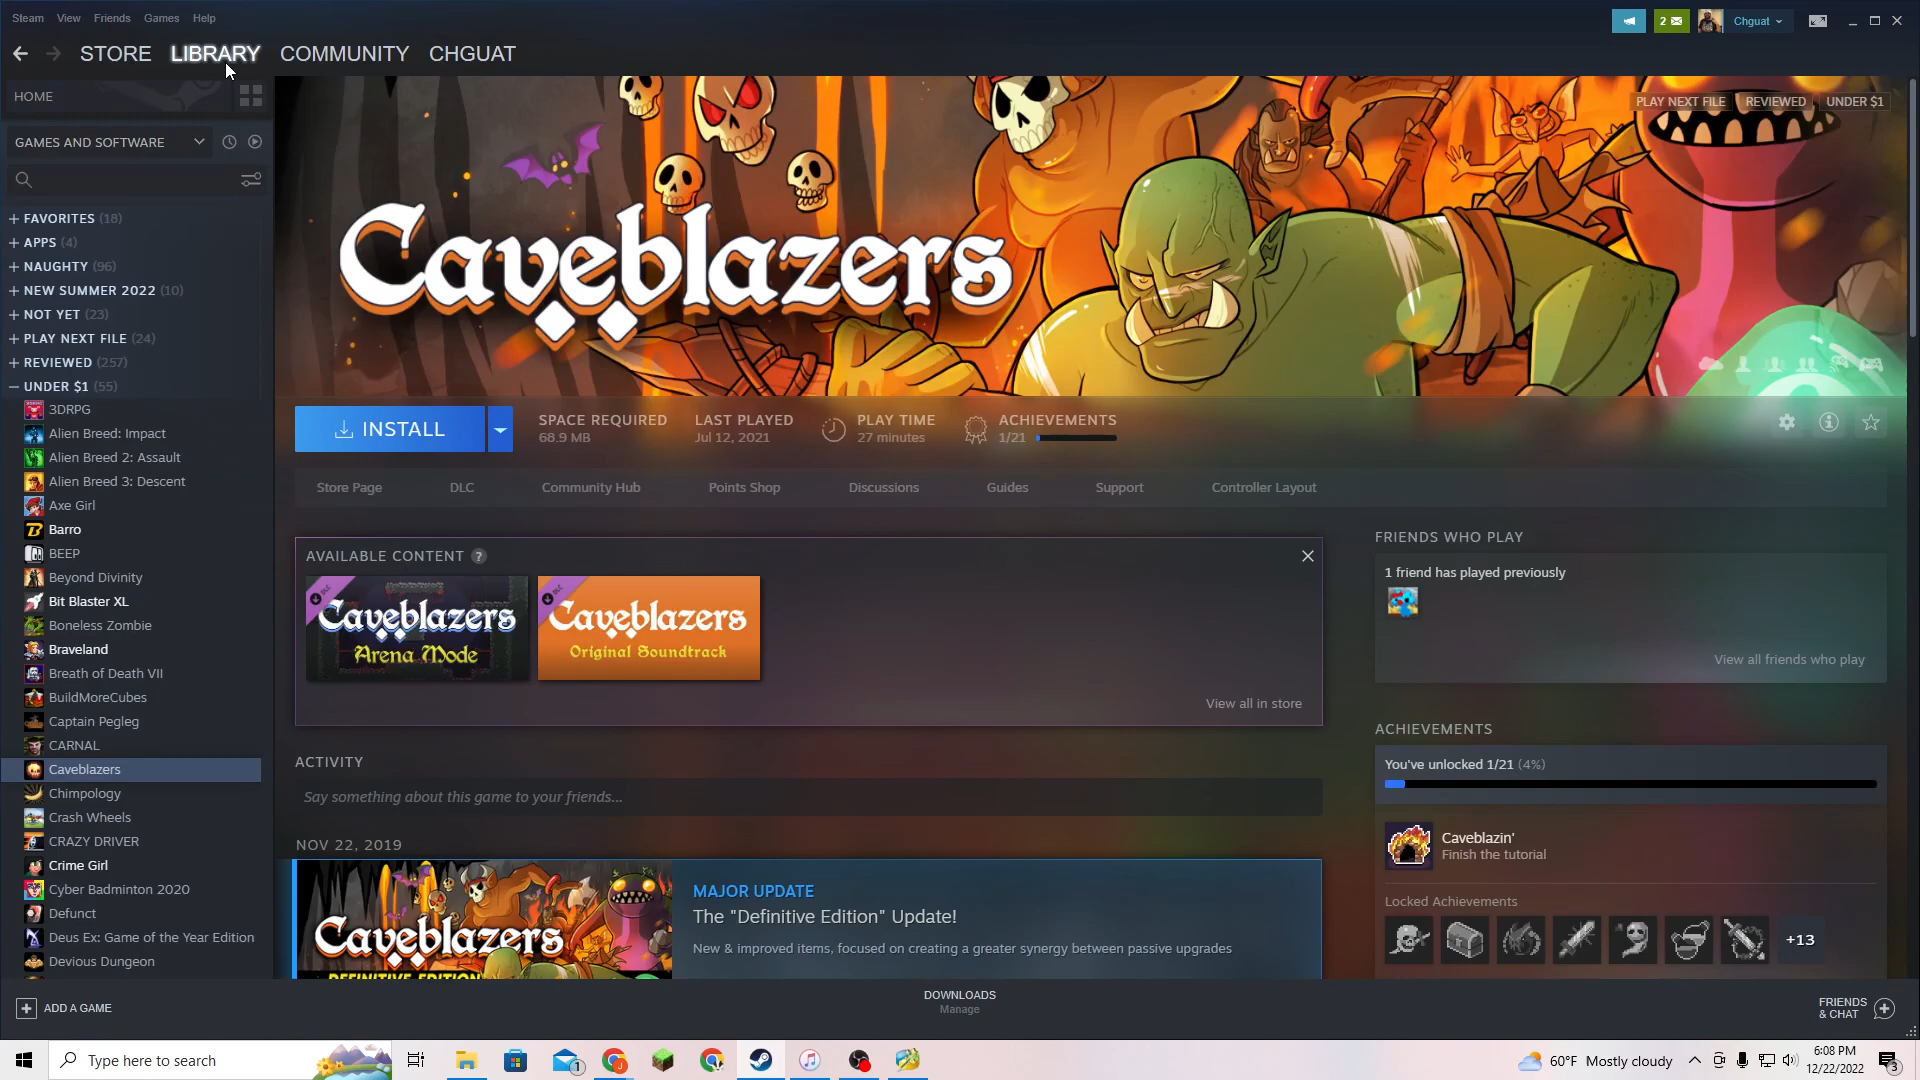 Steam View Friends Games Help
2 Chguat
STORE LIBRARY COMMUNITY CHGUAT
HOME
PLAY NEXT FILE REVIEWED UNDER $1
GAMES AND SOFTWARE
Caveblazers
+ FAVORITES (18)
+ APPS (4)
+ NAUGHTY (96)
+ NEW SUMMER 2022 (10)
+ NOT YET (23)
+ PLAY NEXT FILE (24)
+ REVIEWED (257)
– UNDER $1 (55)
3DRPG
Alien Breed: Impact
Alien Breed 2: Assault
Alien Breed 3: Descent
Axe Girl
Barro
BEEP
Beyond Divinity
Bit Blaster XL
Boneless Zombie
Braveland
Breath of Death VII
BuildMoreCubes
Captain Pegleg
CARNAL
Caveblazers
Chimpology
Crash Wheels
CRAZY DRIVER
Crime Girl
Cyber Badminton 2020
Defunct
Deus Ex: Game of the Year Edition
Devious Dungeon
INSTALL
SPACE REQUIRED
68.9 MB
LAST PLAYED
Jul 12, 2021
PLAY TIME
27 minutes
ACHIEVEMENTS
1/21
Store Page DLC Community Hub Points Shop Discussions Guides Support Controller Layout
AVAILABLE CONTENT ?
DLC
Caveblazers
Arena Mode
DLC
Caveblazers
Original Soundtrack
View all in store
ACTIVITY
Say something about this game to your friends...
NOV 22, 2019
Caveblazers
DEFINITIVE EDITION
MAJOR UPDATE
The "Definitive Edition" Update!
New & improved items, focused on creating a greater synergy between passive upgrades
FRIENDS WHO PLAY
1 friend has played previously
View all friends who play
ACHIEVEMENTS
You've unlocked 1/21 (4%)
Caveblazin'
Finish the tutorial
Locked Achievements
+13
ADD A GAME
DOWNLOADS
Manage
FRIENDS
& CHAT
Type here to search
1
60°F Mostly cloudy
6:08 PM
12/22/2022
3